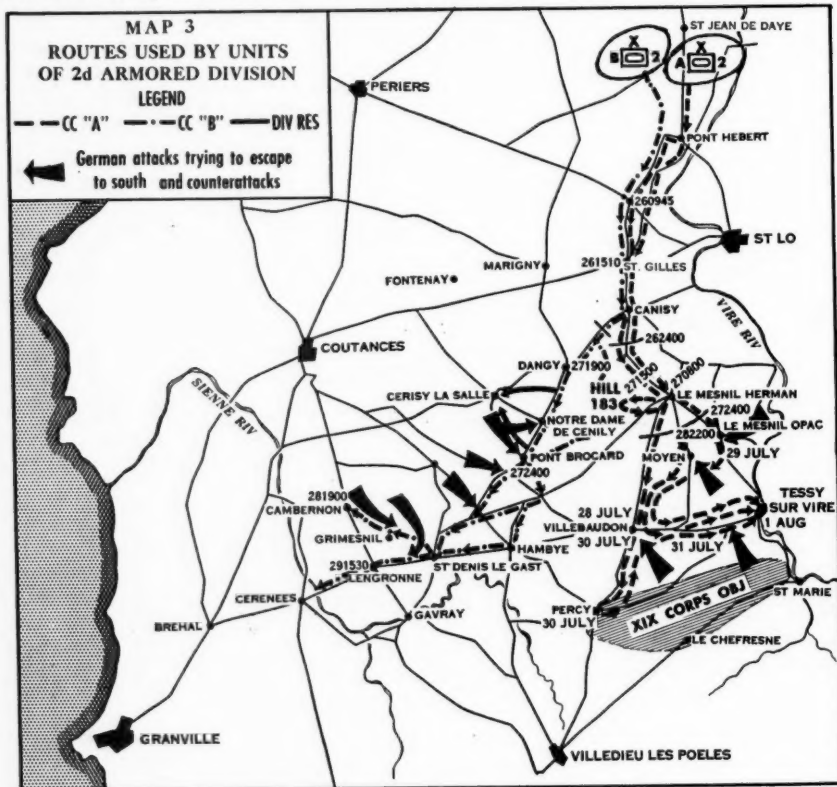 MAP 3
ROUTES USED BY UNITS
OF 2d ARMORED DIVISION
LEGEND
CC "A" CC "B" DIV RES
German attacks trying to escape
to south and counterattacks
ST JEAN DE DAYE
X
B 2
X
A 2
PERIERS
PONT HEBERT
260945
ST LO
261510
ST. GILLES
MARIGNY
FONTENAY
CANISY
VIRE RIV
262400
COUTANCES
DANGY
271900
271500
270800
SIENNE RIV
CERISY LA SALLE
HILL
183
LE MESNIL HERMAN
272400
NOTRE DAME
DE CENILY
LE MESNIL OPAC
282200
PONT BROCARD
MOYEN
29 JULY
272400
281900
CAMBERNON
28 JULY
TESSY
SUR VIRE
1 AUG
GRIMESNIL
VILLEBAUDON
30 JULY
HAMBYE
31 JULY
291530
ST DENIS LE GAST
LENGRONNE
ST MARIE
CERENEES
GAVRAY
PERCY
30 JULY
XIX CORPS OBJ
BREHAL
LE CHEFRESNE
GRANVILLE
VILLEDIEU LES POELES